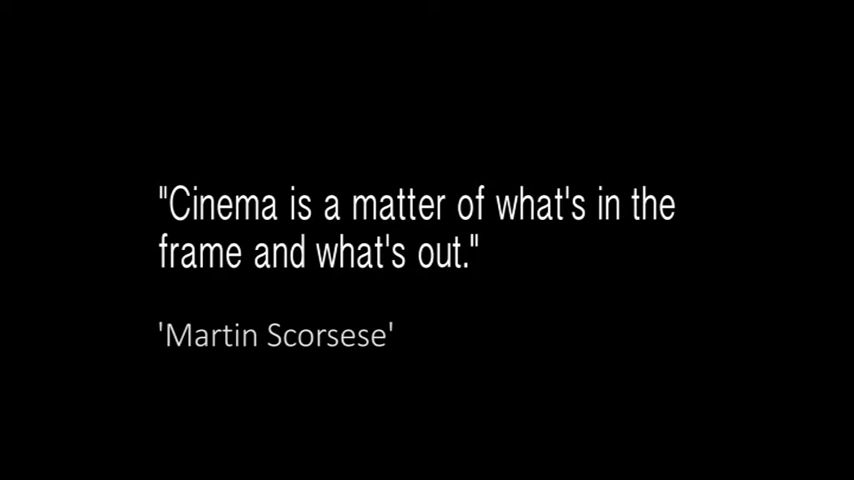 "Cinema is a matter of what's in the
frame and what's out."
'Martin Scorsese'